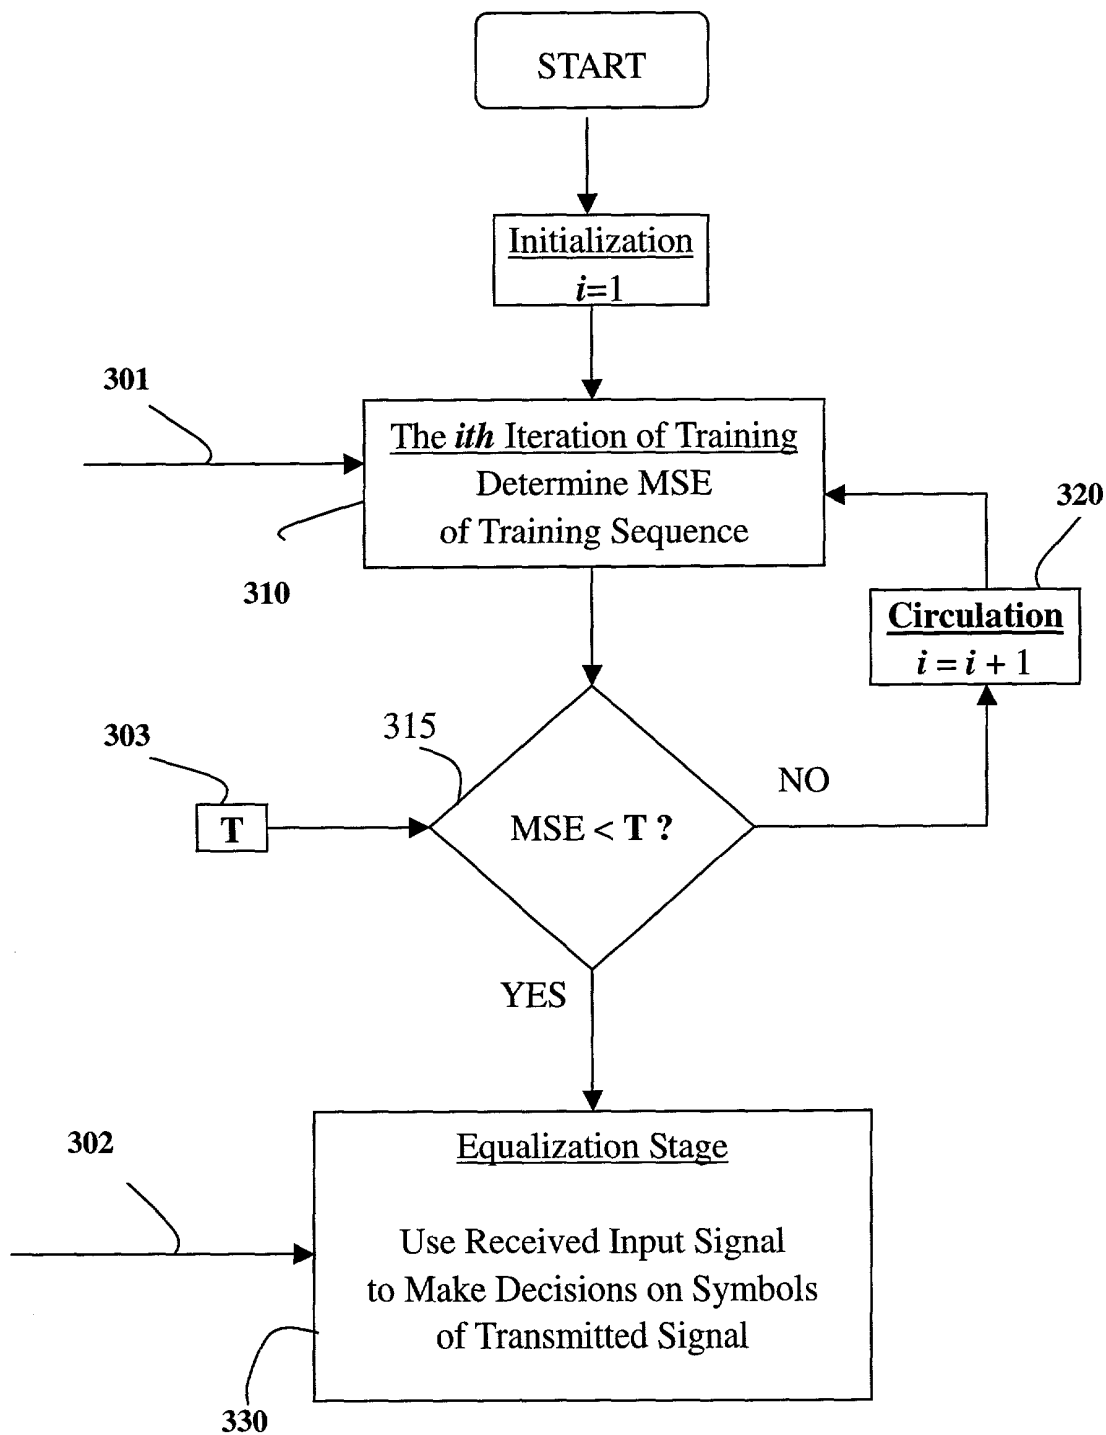 START
Initialization
i=1
301
The ith Iteration of Training
Determine MSE
of Training Sequence
310
320
Circulation
i = i + 1
303
T
315
MSE < T ?
NO
YES
302
Equalization Stage
Use Received Input Signal
to Make Decisions on Symbols
of Transmitted Signal
330